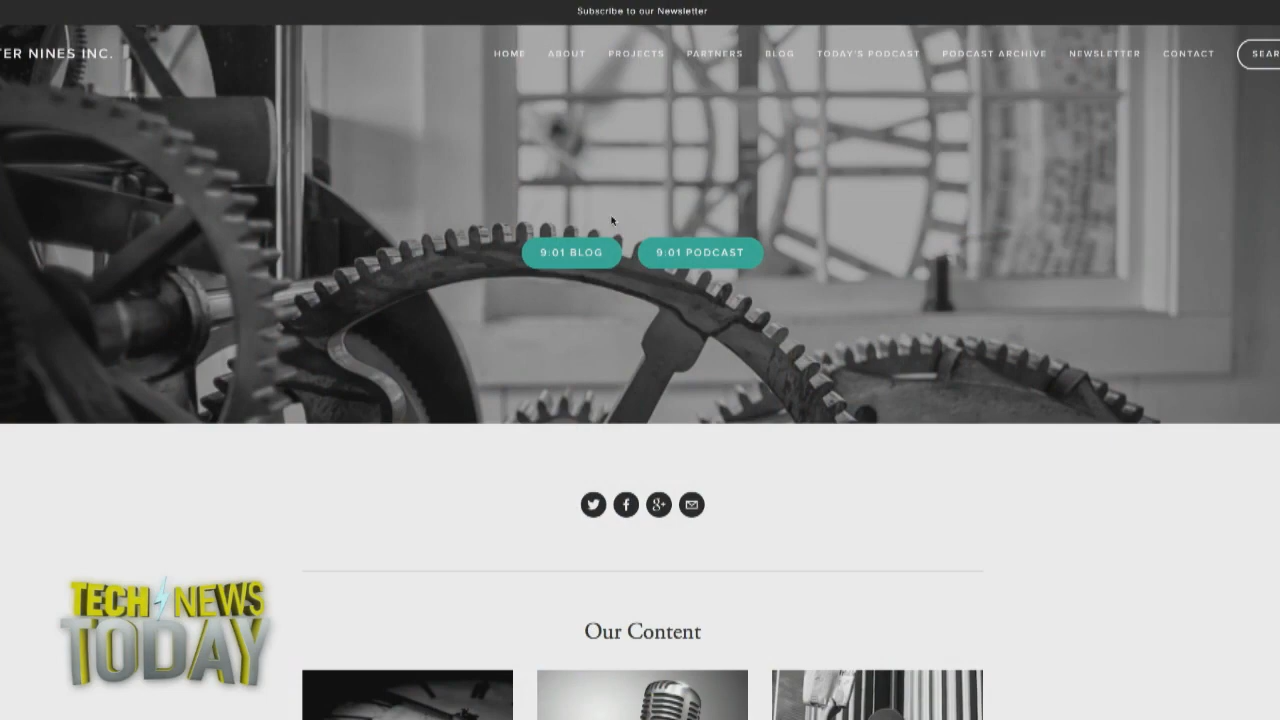 Subscribe to our Newsletter
TER NINES INC.
HOME ABOUT PROJECTS PARTNERS BLOG TODAY'S PODCAST PODCAST ARCHIVE NEWSLETTER CONTACT SEAR
9:01 BLOG 9:01 PODCAST
TECH NEWS
TODAY
Our Content